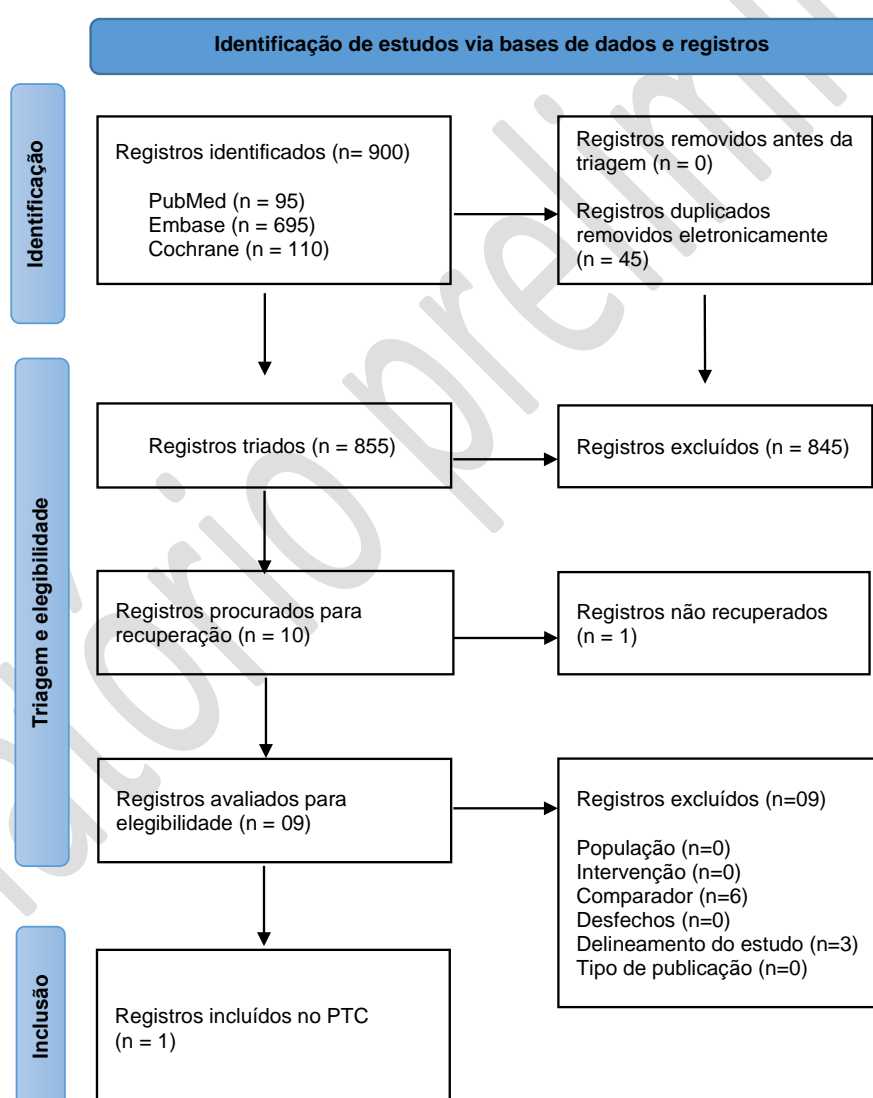 Identificação de estudos via bases de dados e registros
Identificação
Registros identificados (n= 900)
PubMed (n = 95)
Embase (n = 695)
Cochrane (n = 110)
Registros removidos antes da
triagem (n = 0)
Registros duplicados
removidos eletronicamente
(n = 45)
Triagem e elegibilidade
Registros triados (n = 855)
Registros excluídos (n = 845)
Registros procurados para
recuperação (n = 10)
Registros não recuperados
(n = 1)
Registros avaliados para
elegibilidade (n = 09)
Registros excluídos (n=09)
População (n=0)
Intervenção (n=0)
Comparador (n=6)
Desfechos (n=0)
Delineamento do estudo (n=3)
Tipo de publicação (n=0)
Inclusão
Registros incluídos no PTC
(n = 1)